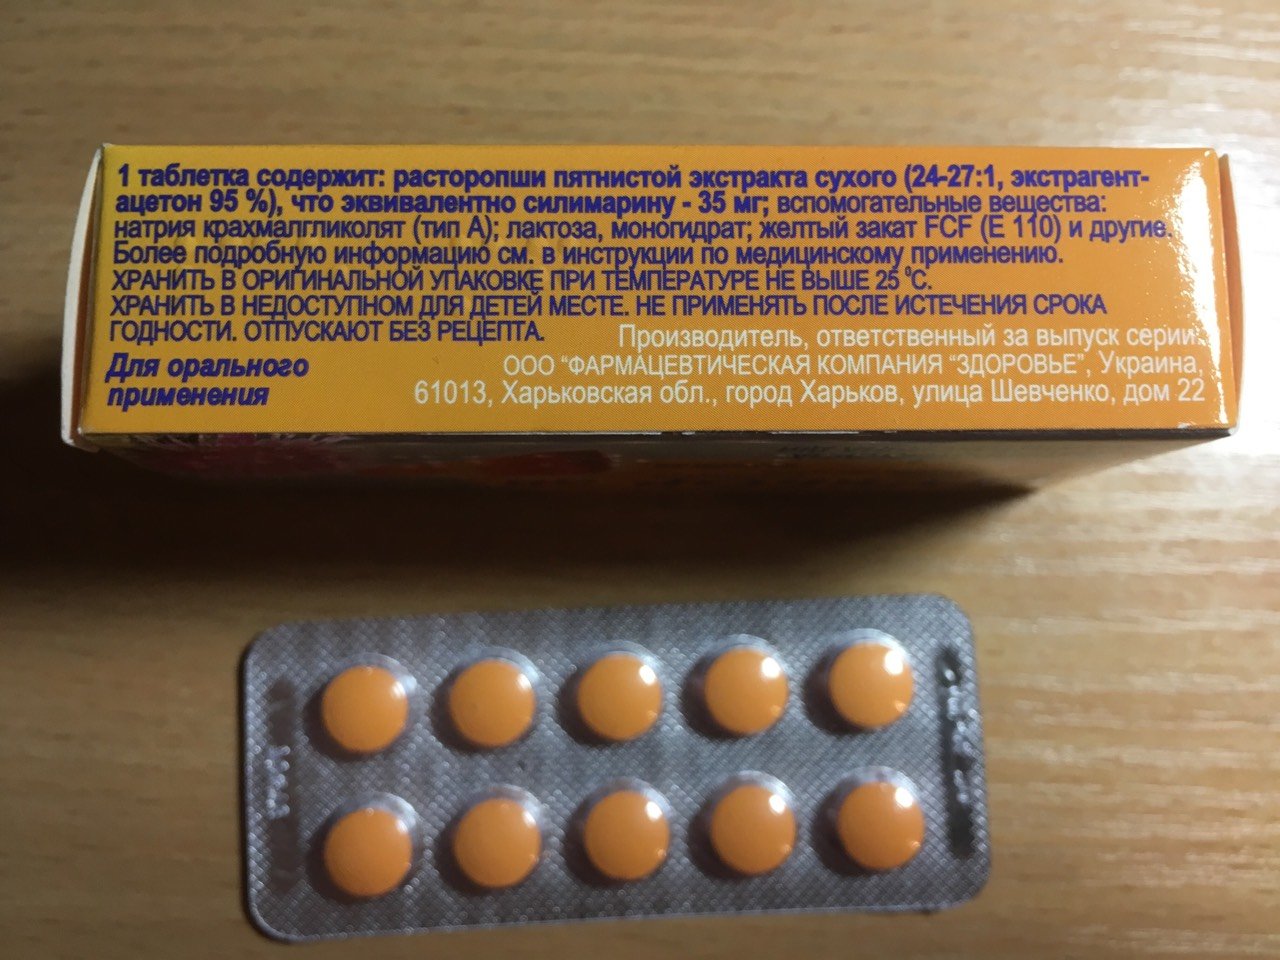 1 таблетка содержит: расторопши пятнистой экстракта сухого (24-27:1, экстрагент-
ацетон 95 %), что эквивалентно силимарину - 35 мг; вспомогательные вещества:
натрия крахмалгликолят (тип А); лактоза, моногидрат; желтый закат FCF (Е 110) и другие.
Более подробную информацию см. в инструкции по медицинскому применению.
ХРАНИТЬ В ОРИГИНАЛЬНОЙ УПАКОВКЕ ПРИ ТЕМПЕРАТУРЕ НЕ ВЫШЕ 25 °С.
ХРАНИТЬ В НЕДОСТУПНОМ ДЛЯ ДЕТЕЙ МЕСТЕ. НЕ ПРИМЕНЯТЬ ПОСЛЕ ИСТЕЧЕНИЯ СРОКА
ГОДНОСТИ. ОТПУСКАЮТ БЕЗ РЕЦЕПТА.
Для орального
применения
Производитель, ответственный за выпуск серии:
ООО “ФАРМАЦЕВТИЧЕСКАЯ КОМПАНИЯ “ЗДОРОВЬЕ”, Украина,
61013, Харьковская обл., город Харьков, улица Шевченко, дом 22